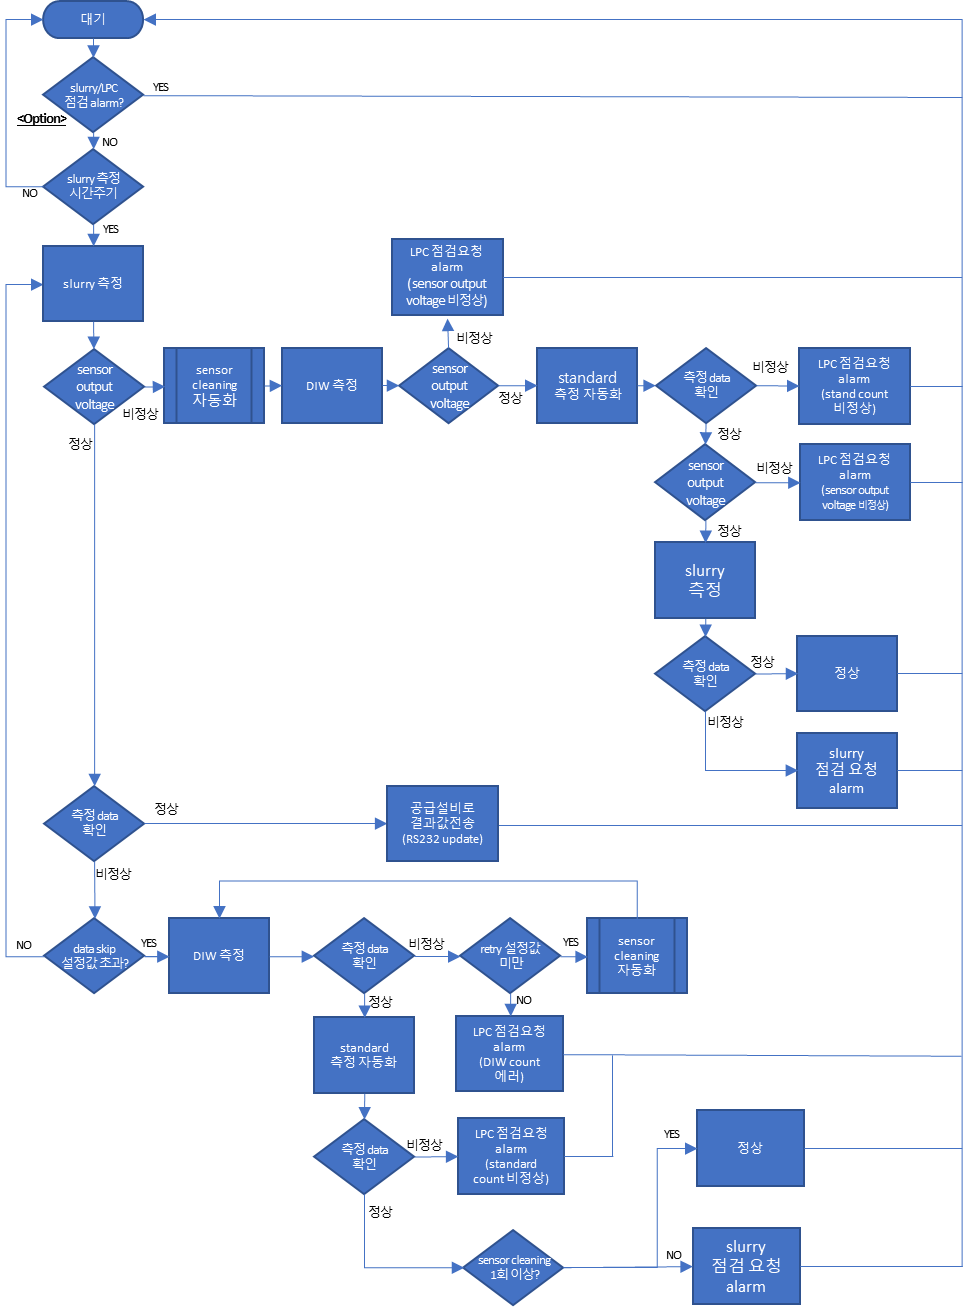 대기
slurry/LPC
점검 alarm?
YES
<Option>
NO
slurry 측정
시간주기
NO
YES
slurry 측정
LPC 점검요청
alarm
(sensor output
voltage 비정상)
비정상
sensor
output
voltage
비정상
정상
sensor
cleaning
자동화
DIW 측정
sensor
output
voltage
정상
standard
측정 자동화
측정 data
확인
비정상
LPC 점검요청
alarm
(stand count
비정상)
정상
sensor
output
voltage
비정상
LPC 점검요청
alarm
(sensor output
voltage 비정상)
정상
slurry
측정
측정 data
확인
정상
정상
비정상
slurry
점검 요청
alarm
측정 data
확인
정상
공급설비로
결과값전송
(RS232 update)
비정상
data skip
설정값 초과?
NO
YES
DIW 측정
측정 data
확인
비정상
retry 설정값
미만
YES
sensor
cleaning
자동화
정상
NO
standard
측정 자동화
LPC 점검요청
alarm
(DIW count
에러)
측정 data
확인
비정상
LPC 점검요청
alarm
(standard
count 비정상)
정상
sensor cleaning
1회 이상?
YES
정상
NO
slurry
점검 요청
alarm